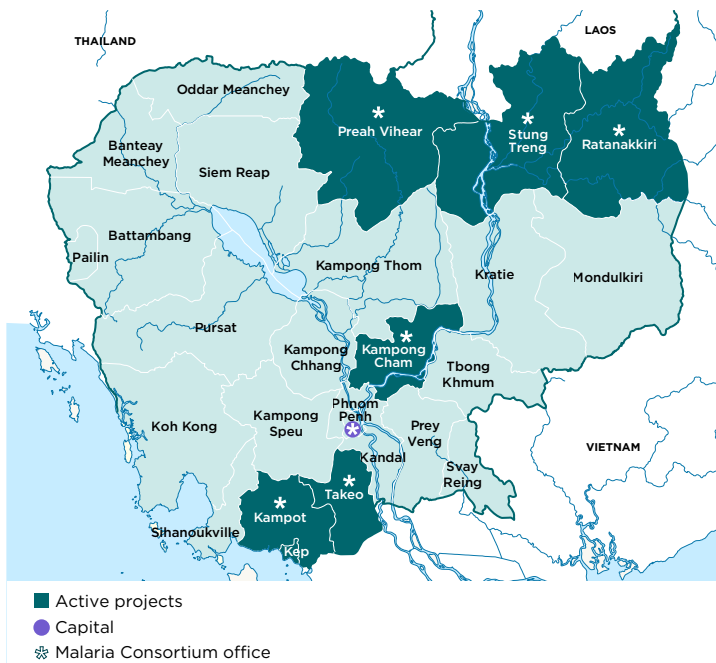 THAILAND
LAOS
Oddar Meanchey
Preah Vihear
Stung
Treng
Ratanakkiri
Banteay
Meanchey
Siem Reap
Battambang
Pailin
Kampong Thom
Kratie
Mondulkiri
Pursat
Kampong
Chhang
Kampong
Cham
Tbong
Khmum
Phnom
Penh
Koh Kong
Kampong
Speu
Prey
Veng
Kandal
Svay
Reing
VIETNAM
Takeo
Kampot
Sihanoukville
Kep
Active projects
Capital
Malaria Consortium office